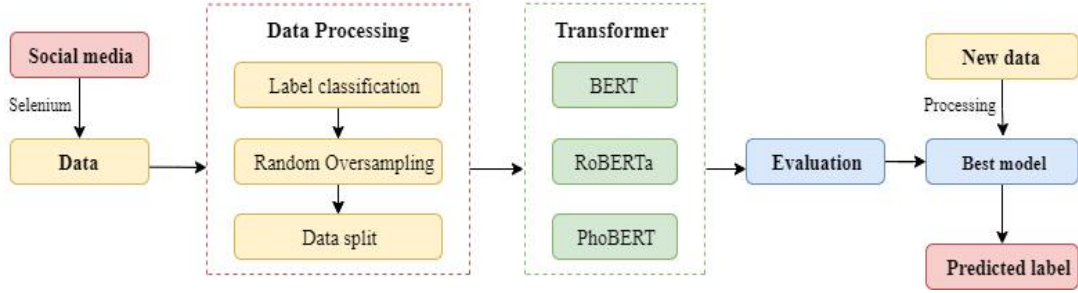 Social media
Selenium
Data
Data Processing
Label classification
Random Oversampling
Data split
Transformer
BERT
RoBERTa
PhoBERT
Evaluation
New data
Processing
Best model
Predicted label